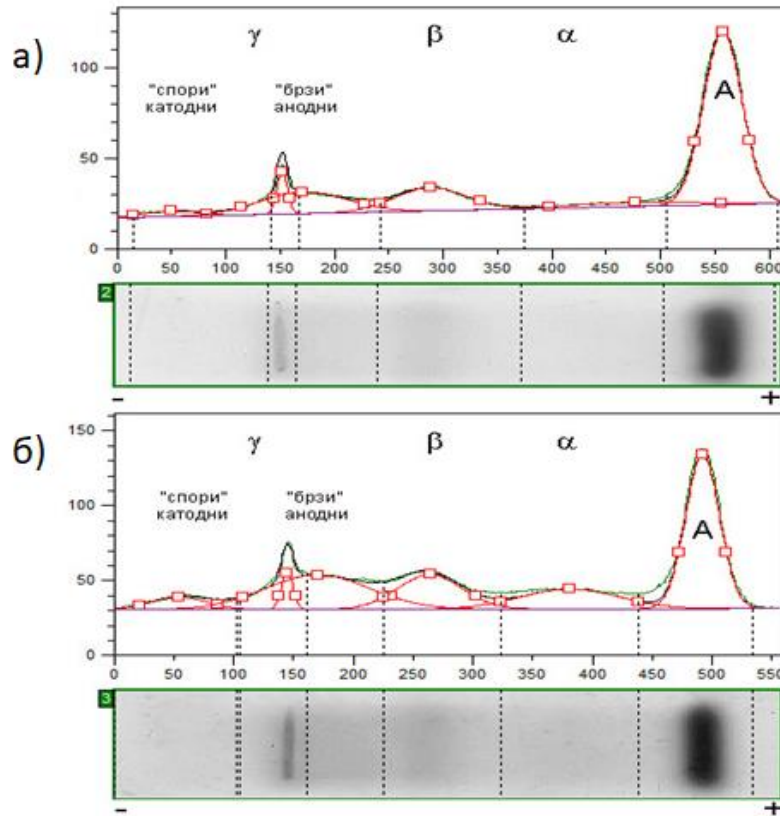 а)
γ β α
"спори" "брзи"
катодни анодни
A
100
50
0
0 50 100 150 200 250 300 350 400 450 500 550 600
2
- +
б)
150
γ β α
"спори" "брзи"
катодни анодни
A
100
50
0
0 50 100 150 200 250 300 350 400 450 500 550
3
- +